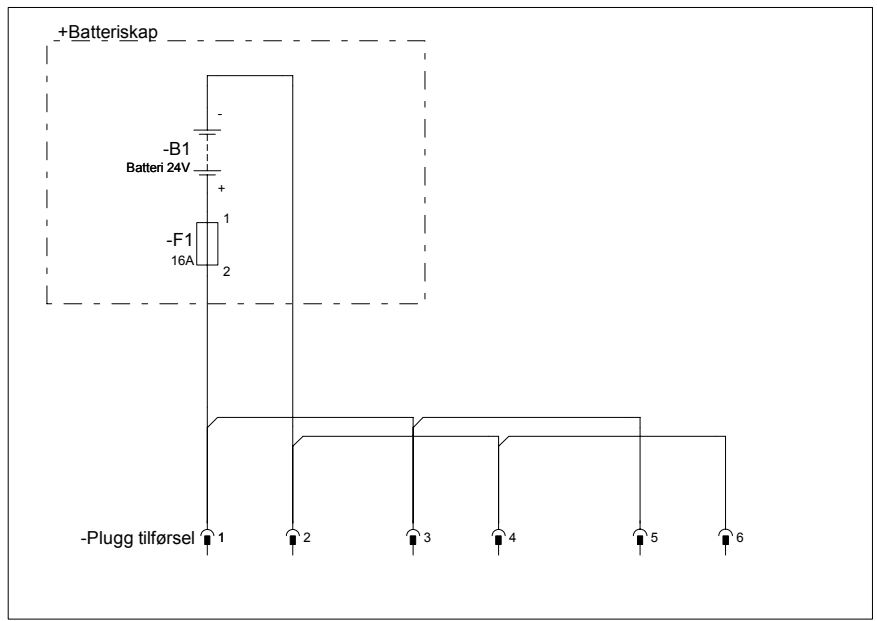 +Batteriskap
-
-B1
Batteri 24V
+
1
-F1
16A
2
-Plugg tilførsel 1 2 3 4 5 6